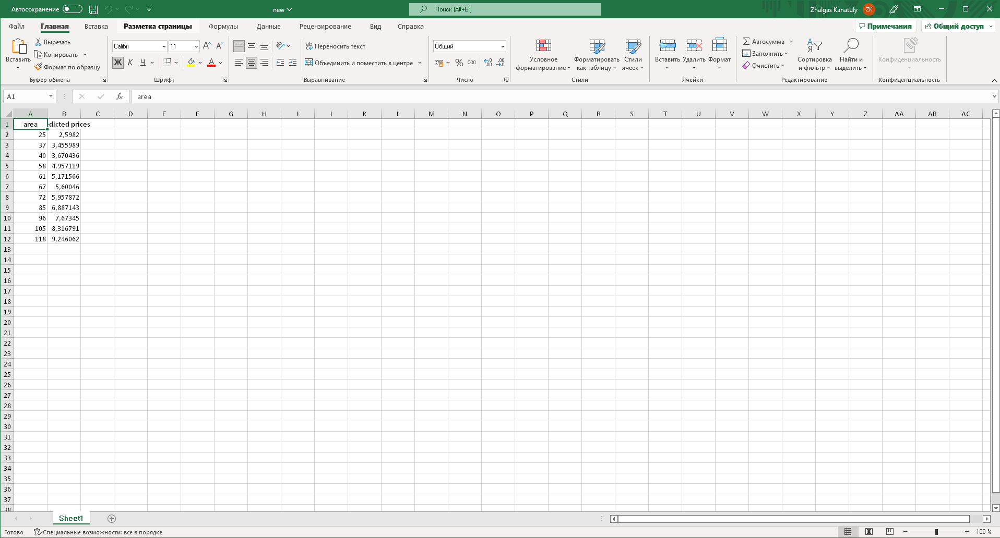 Автосохранение
new
Поиск (Alt+Ы)
Zhalgas Kanatuly ZK
Файл Главная Вставка Разметка страницы Формулы Данные Рецензирование Вид Справка Примечания Общий доступ
Вставить
Вырезать
Копировать
Формат по образцу
Буфер обмена
Calibri 11
Ж К Ч
Шрифт
Переносить текст
Объединить и поместить в центре
Выравнивание
Общий
% 000
Число
Условное форматирование
Форматировать как таблицу
Стили ячеек
Стили
Вставить Удалить Формат
Ячейки
Автосумма
Заполнить
Очистить
Сортировка и фильтр
Найти и выделить
Редактирование
Конфиденциальность
Конфиденциальность
A1 fx area
A B C D E F G H I J K L M N O P Q R S T U V W X Y Z AA AB AC
1 area edicted prices
2 25 2,5982
3 37 3,455989
4 40 3,670436
5 58 4,957119
6 61 5,171566
7 67 5,60046
8 72 5,957872
9 85 6,887143
10 96 7,67345
11 105 8,316791
12 118 9,246062
13
14
15
16
17
18
19
20
21
22
23
24
25
26
27
28
29
30
31
32
33
34
35
36
37
38
Sheet1
Готово Специальные возможности: все в порядке 100 %